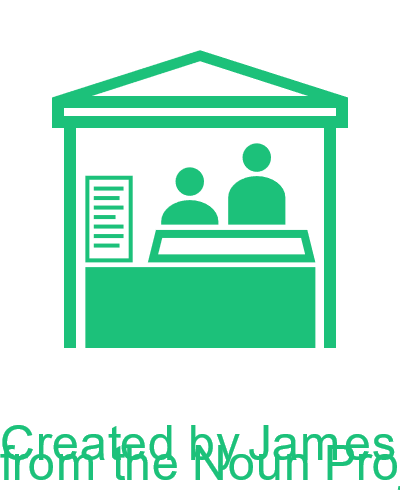 Created by James
from the Noun Pro